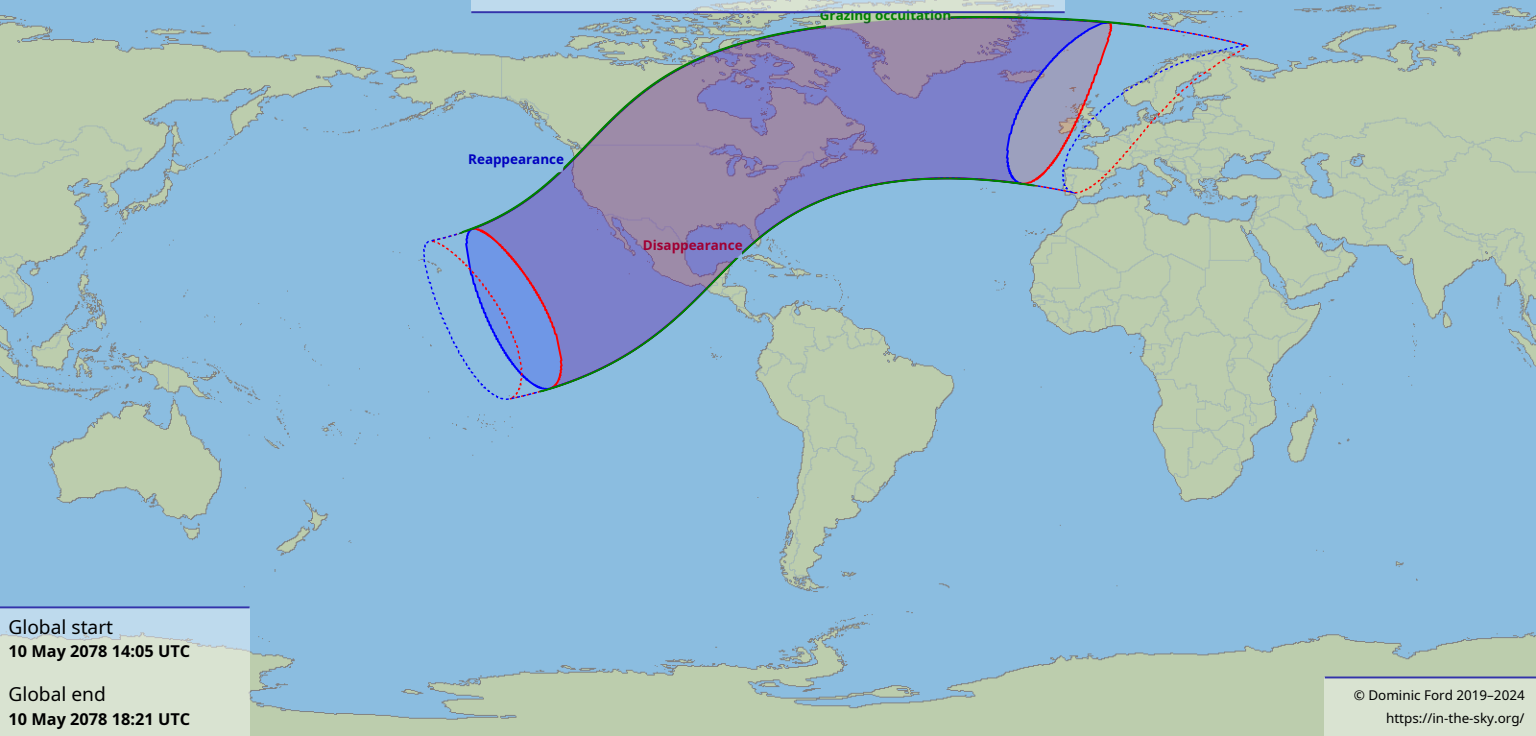 Grazing occultation
Reappearance
Disappearance
Global start
10 May 2078 14:05 UTC
Global end
10 May 2078 18:21 UTC
© Dominic Ford 2019–2024
https://in-the-sky.org/